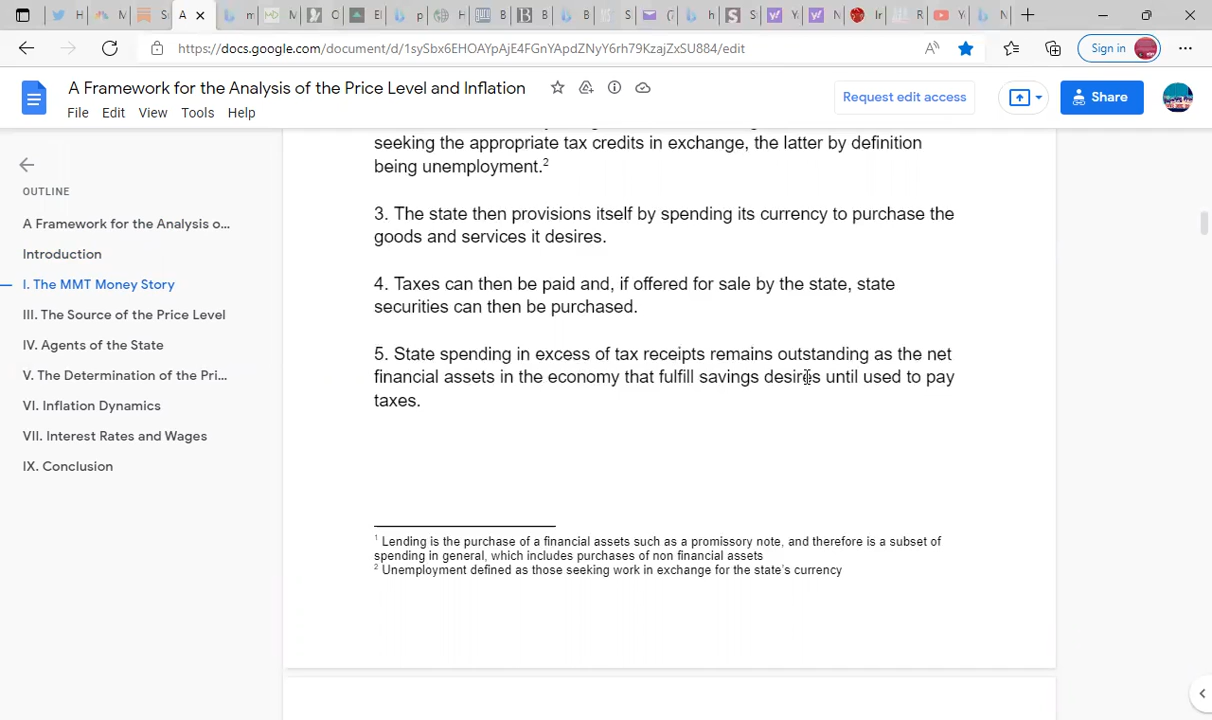 https://docs.google.com/document/d/1sySbx6EHOAYpAjE4FGnYApdZNyY6rh79KzajZxSU884/edit
Sign in
A Framework for the Analysis of the Price Level and Inflation
File Edit View Tools Help
Request edit access
Share
OUTLINE
A Framework for the Analysis o...
Introduction
I. The MMT Money Story
III. The Source of the Price Level
IV. Agents of the State
V. The Determination of the Pri...
VI. Inflation Dynamics
VII. Interest Rates and Wages
IX. Conclusion
seeking the appropriate tax credits in exchange, the latter by definition
being unemployment.2
3. The state then provisions itself by spending its currency to purchase the
goods and services it desires.
4. Taxes can then be paid and, if offered for sale by the state, state
securities can then be purchased.
5. State spending in excess of tax receipts remains outstanding as the net
financial assets in the economy that fulfill savings desires until used to pay
taxes.
1 Lending is the purchase of a financial assets such as a promissory note, and therefore is a subset of
spending in general, which includes purchases of non financial assets
2 Unemployment defined as those seeking work in exchange for the state's currency